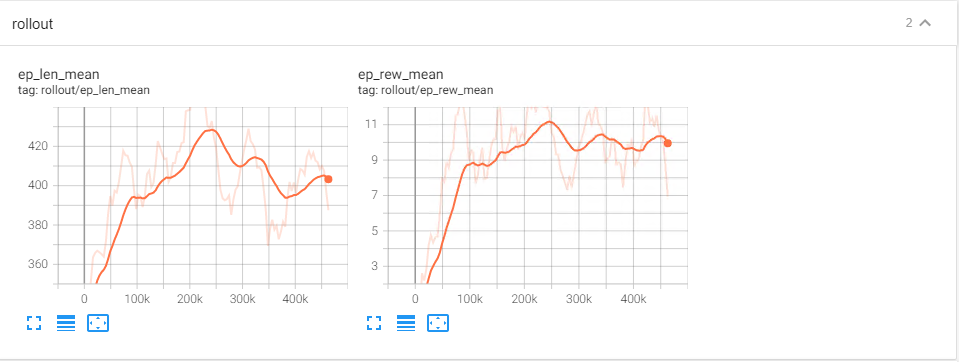 rollout 2
ep_len_mean
tag: rollout/ep_len_mean
420
400
380
360
0 100k 200k 300k 400k
ep_rew_mean
tag: rollout/ep_rew_mean
11
9
7
5
3
0 100k 200k 300k 400k